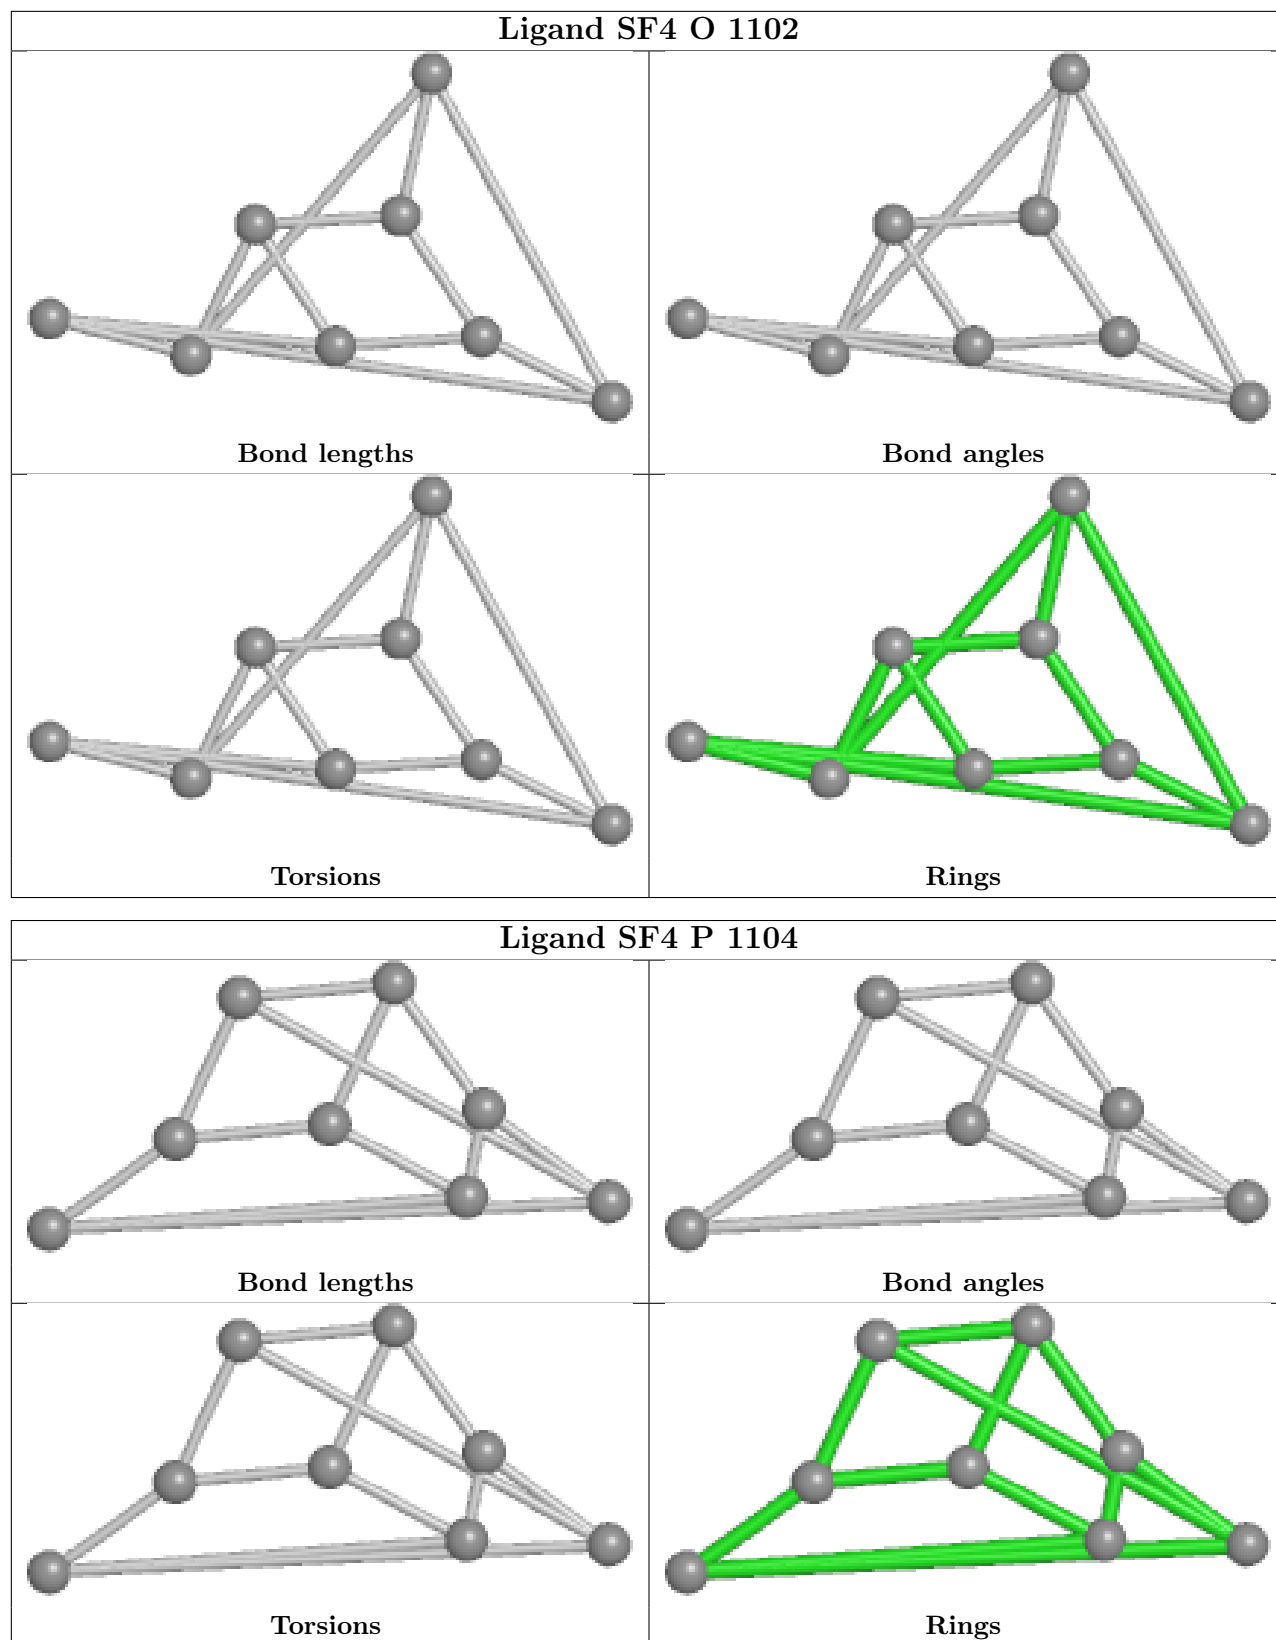 Ligand SF4 O 1102
Bond lengths
Bond angles
Torsions
Rings
Ligand SF4 P 1104
Bond lengths
Bond angles
Torsions
Rings